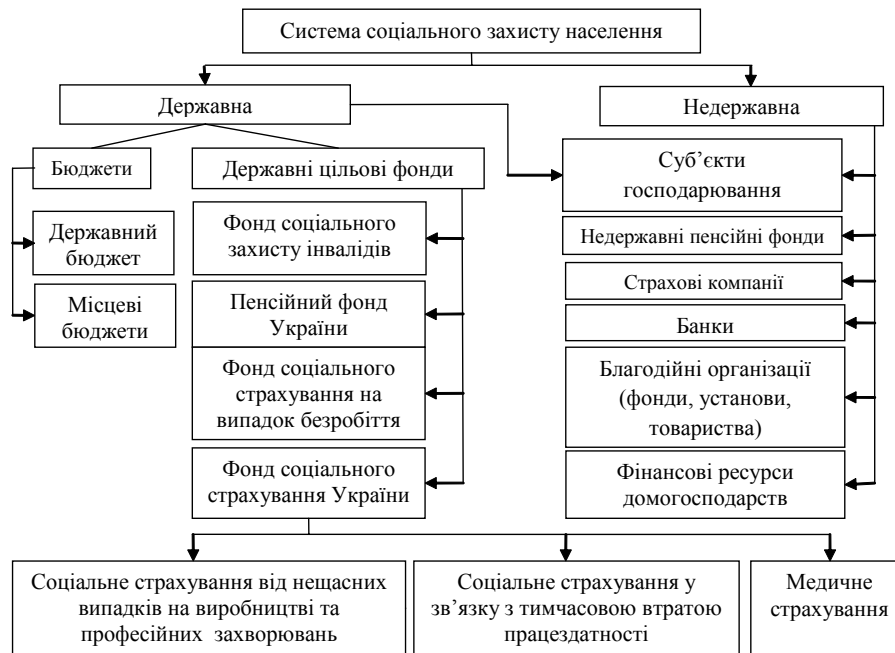 Система соціального захисту населення
Державна
Недержавна
Бюджети
Державні цільові фонди
Державний
бюджет
Місцеві
бюджети
Фонд соціального
захисту інвалідів
Пенсійний фонд
України
Фонд соціального
страхування на
випадок безробіття
Фонд соціального
страхування України
Суб’єкти
господарювання
Недержавні пенсійні фонди
Страхові компанії
Банки
Благодійні організації
(фонди, установи,
товариства)
Фінансові ресурси
домогосподарств
Соціальне страхування від нещасних
випадків на виробництві та
професійних захворювань
Соціальне страхування у
зв’язку з тимчасовою втратою
працездатності
Медичне
страхування